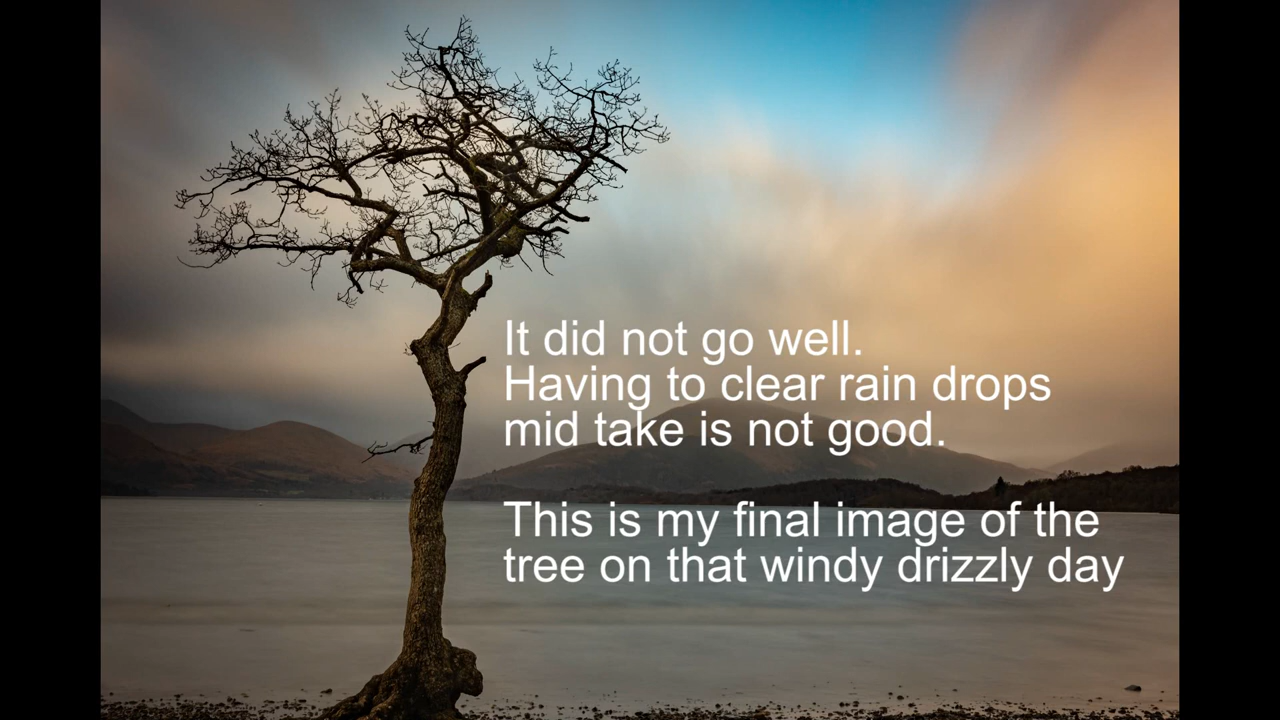 It did not go well.
Having to clear rain drops
mid take is not good.
This is my final image of the
tree on that windy drizzly day